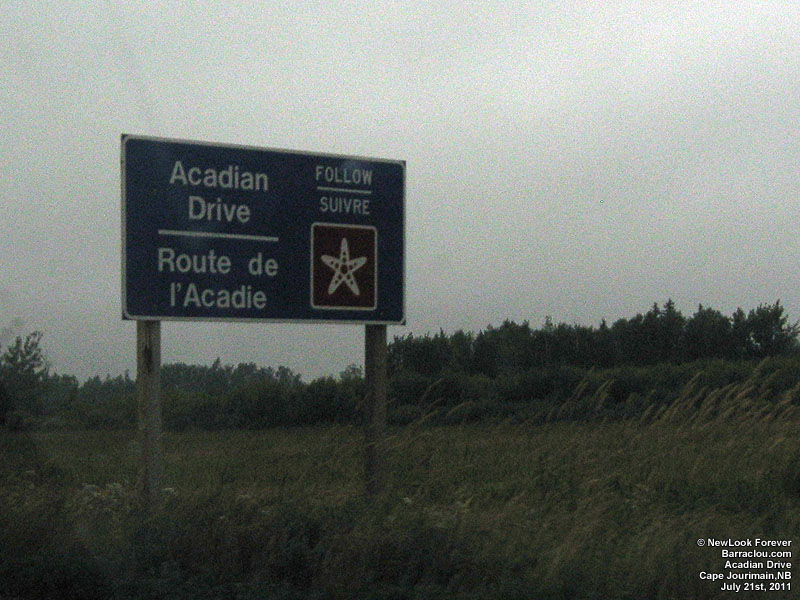 Acadian
Drive
Route de
l'Acadie
FOLLOW
SUIVRE
© NewLook Forever
Barraclou.com
Acadian Drive
Cape Jourimain,NB
July 21st, 2011